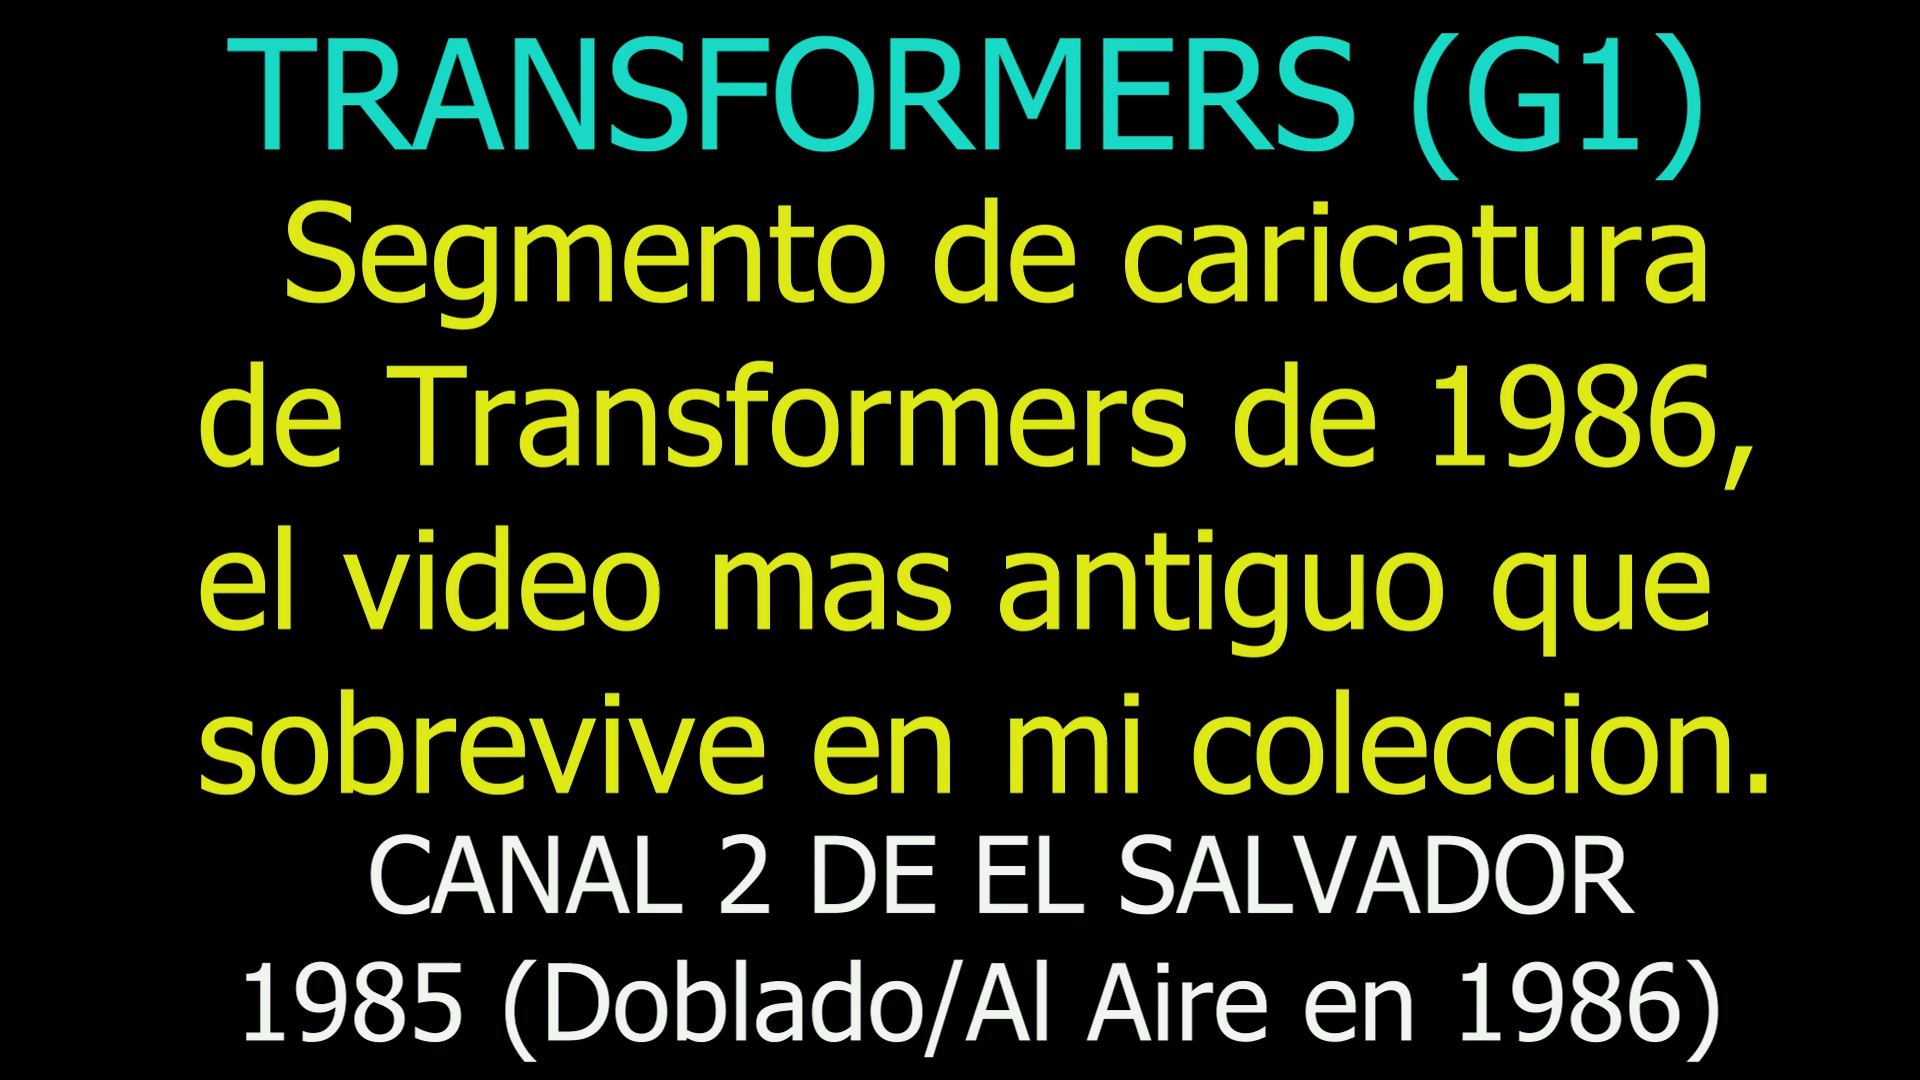 TRANSFORMERS (G1)
Segmento de caricatura
de Transformers de 1986,
el video mas antiguo que
sobrevive en mi coleccion.
CANAL 2 DE EL SALVADOR
1985 (Doblado/Al Aire en 1986)